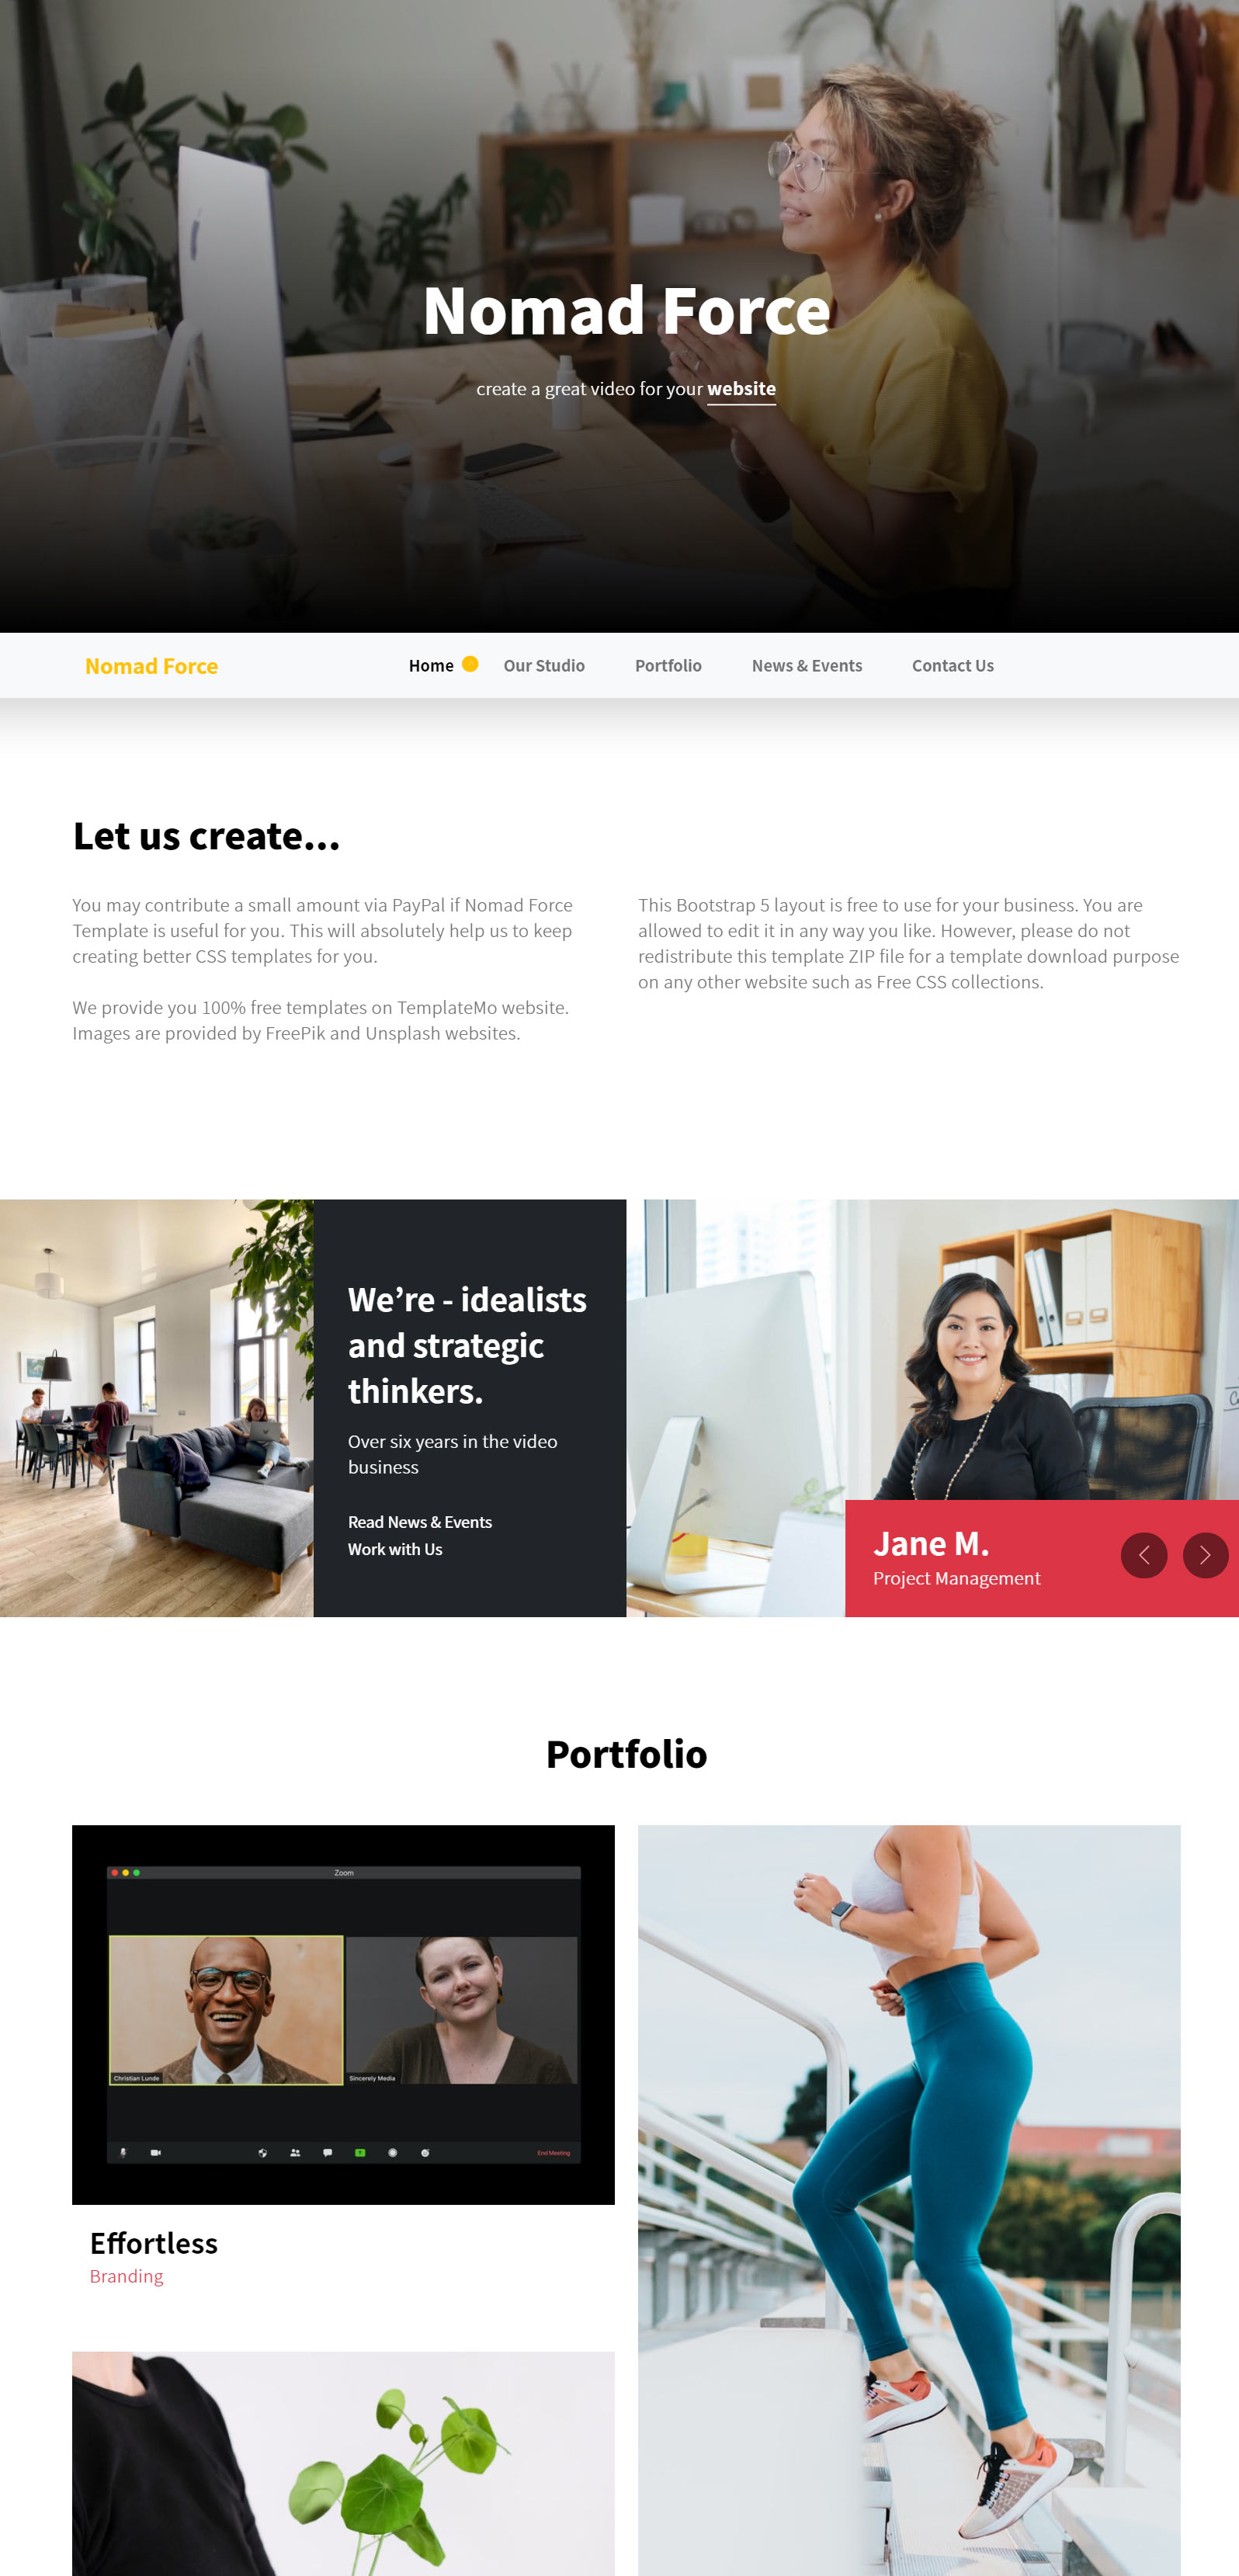 Nomad Force
create a great video for your website
Nomad Force
Home
Our Studio
Portfolio
News & Events
Contact Us
Let us create...
You may contribute a small amount via PayPal if Nomad Force
Template is useful for you. This will absolutely help us to keep
creating better CSS templates for you.
We provide you 100% free templates on TemplateMo website.
Images are provided by FreePik and Unsplash websites.
This Bootstrap 5 layout is free to use for your business. You are
allowed to edit it in any way you like. However, please do not
redistribute this template ZIP file for a template download purpose
on any other website such as Free CSS collections.
We’re - idealists
and strategic
thinkers.
Over six years in the video
business
Read News & Events
Work with Us
Jane M.
Project Management
Portfolio
Zoom
Christian Lunde
Sincerely Media
End Meeting
Effortless
Branding